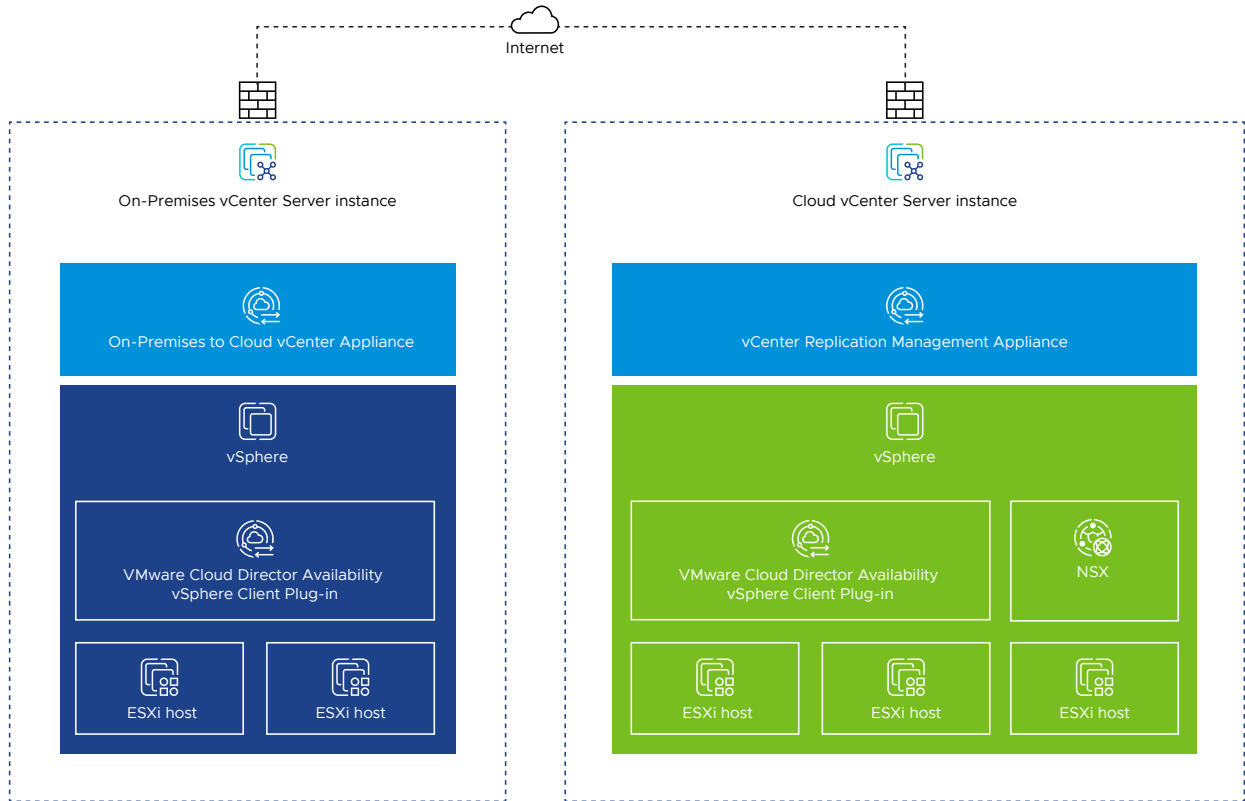 Internet
On-Premises vCenter Server instance
On-Premises to Cloud vCenter Appliance
vSphere
VMware Cloud Director Availability
vSphere Client Plug-in
ESXi host
ESXi host
Cloud vCenter Server instance
vCenter Replication Management Appliance
vSphere
VMware Cloud Director Availability
vSphere Client Plug-in
NSX
ESXi host
ESXi host
ESXi host